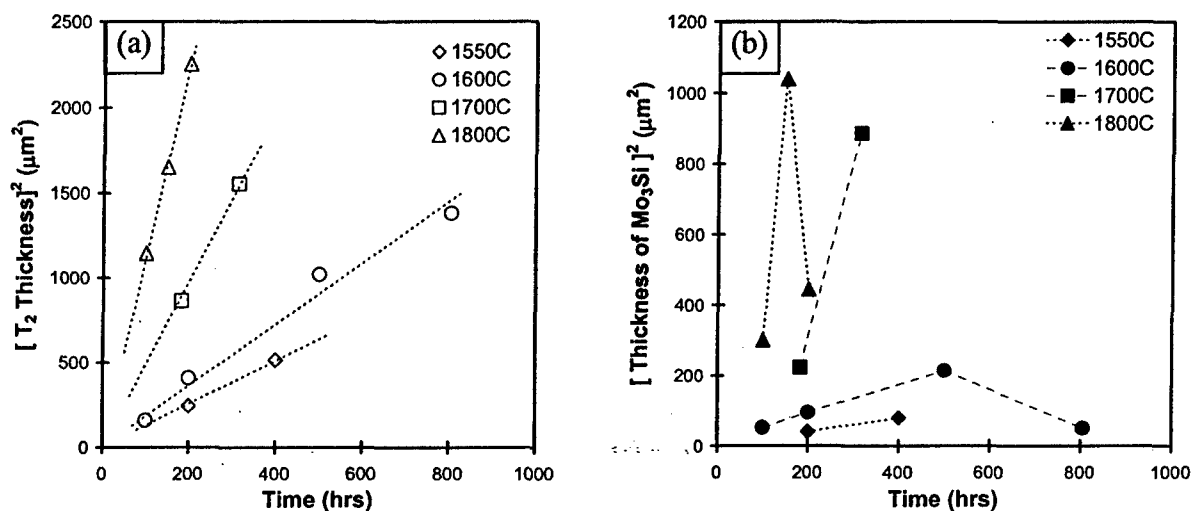 (a)
2500
2000
1500
1000
500
0
0 200 400 600 800 1000
Time (hrs)
[ T₂ Thickness]² (μm²)
1550C
1600C
1700C
1800C
(b)
1200
1000
800
600
400
200
0
0 200 400 600 800 1000
Time (hrs)
[ Thickness of Mo₃Si ]² (μm²)
1550C
1600C
1700C
1800C